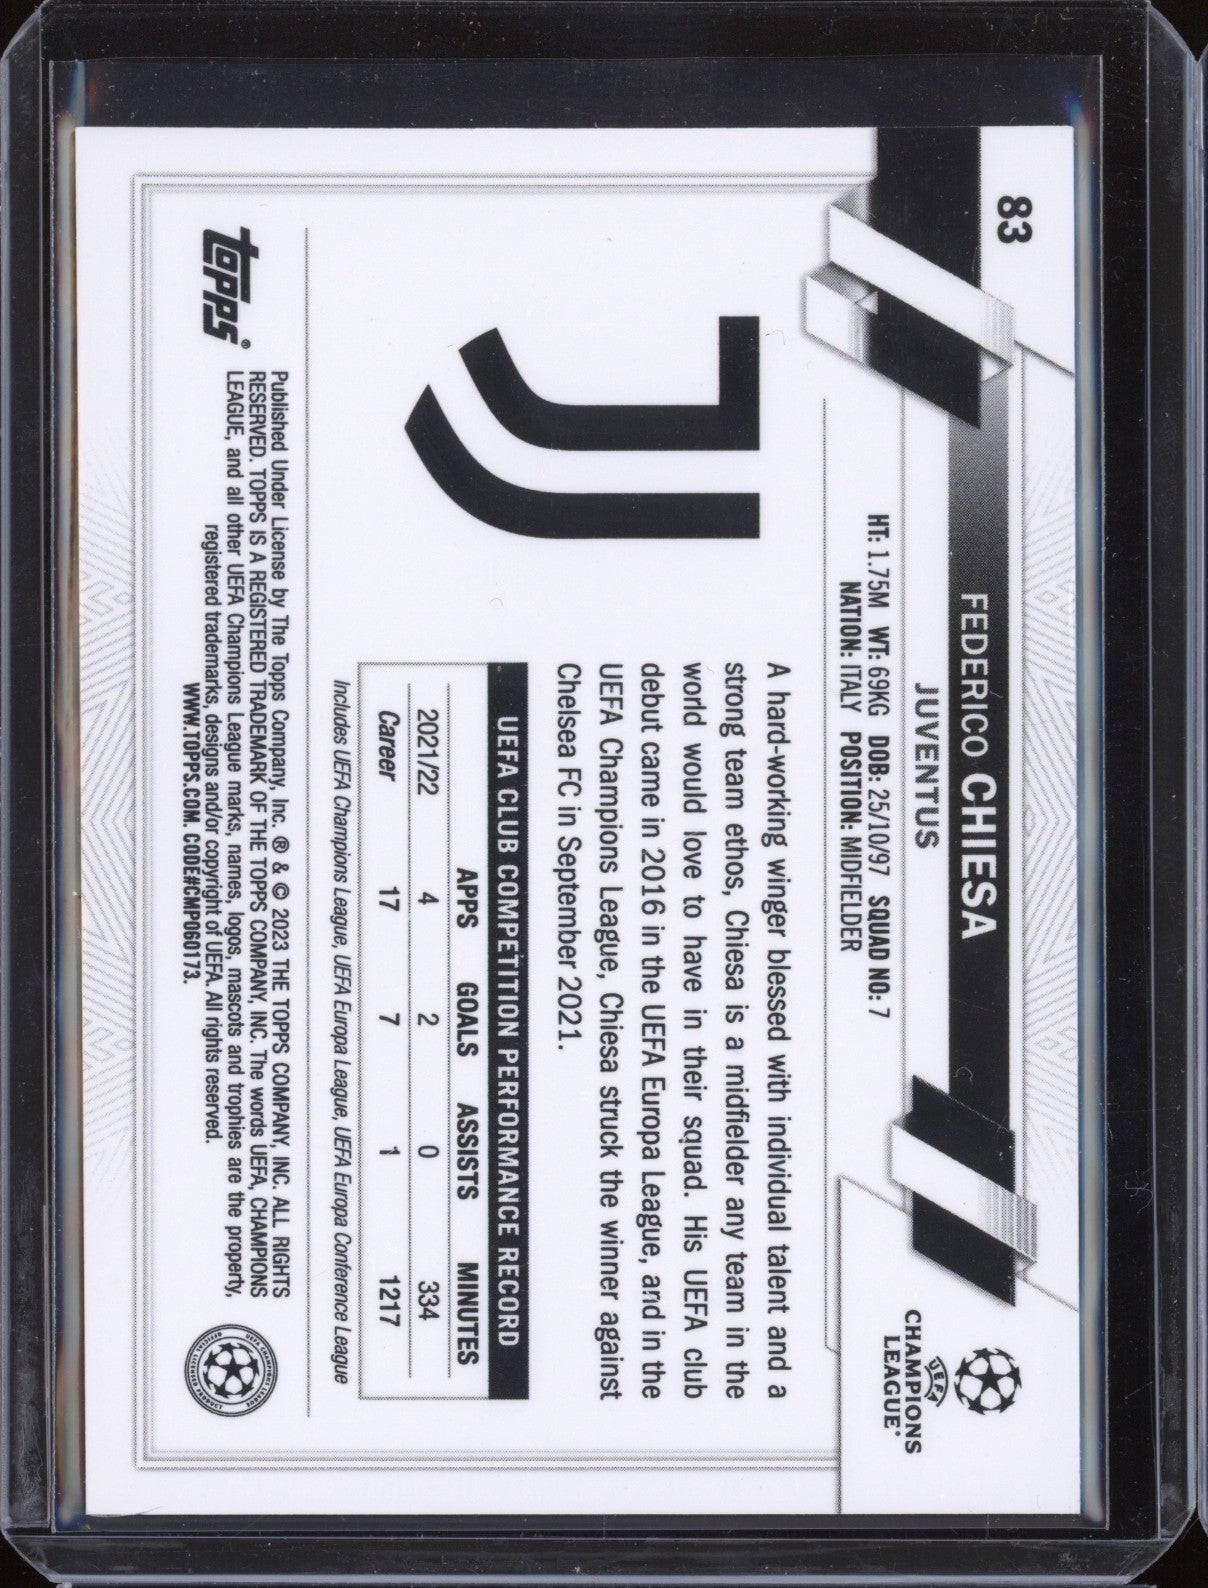 83
FEDERICO CHIESA
JUVENTUS
HT: 1.75M WT: 69KG DOB: 25/10/97 SQUAD NO: 7
NATION: ITALY POSITION: MIDFIELDER
UEFA
CHAMPIONS
LEAGUE®
A hard-working winger blessed with individual talent and a
strong team ethos, Chiesa is a midfielder any team in the
world would love to have in their squad. His UEFA club
debut came in 2016 in the UEFA Europa League, and in the
UEFA Champions League, Chiesa struck the winner against
Chelsea FC in September 2021.
UEFA CLUB COMPETITION PERFORMANCE RECORD
APPS GOALS ASSISTS MINUTES
2021/22 4 2 0 334
Career 17 7 1 1217
Includes UEFA Champions League, UEFA Europa League, UEFA Europa Conference League
topps®
Published Under License by The Topps Company, Inc. ® & © 2023 THE TOPPS COMPANY, INC. ALL RIGHTS
RESERVED. TOPPS IS A REGISTERED TRADEMARK OF THE TOPPS COMPANY, INC. The words UEFA, CHAMPIONS
LEAGUE, and all other UEFA Champions League marks, names, logos, mascots and trophies are the property,
registered trademarks, designs and/or copyright of UEFA. All rights reserved.
WWW.TOPPS.COM. CODE#CMP060173.
UEFA CHAMPIONS LEAGUE
OFFICIAL LICENSED PRODUCT